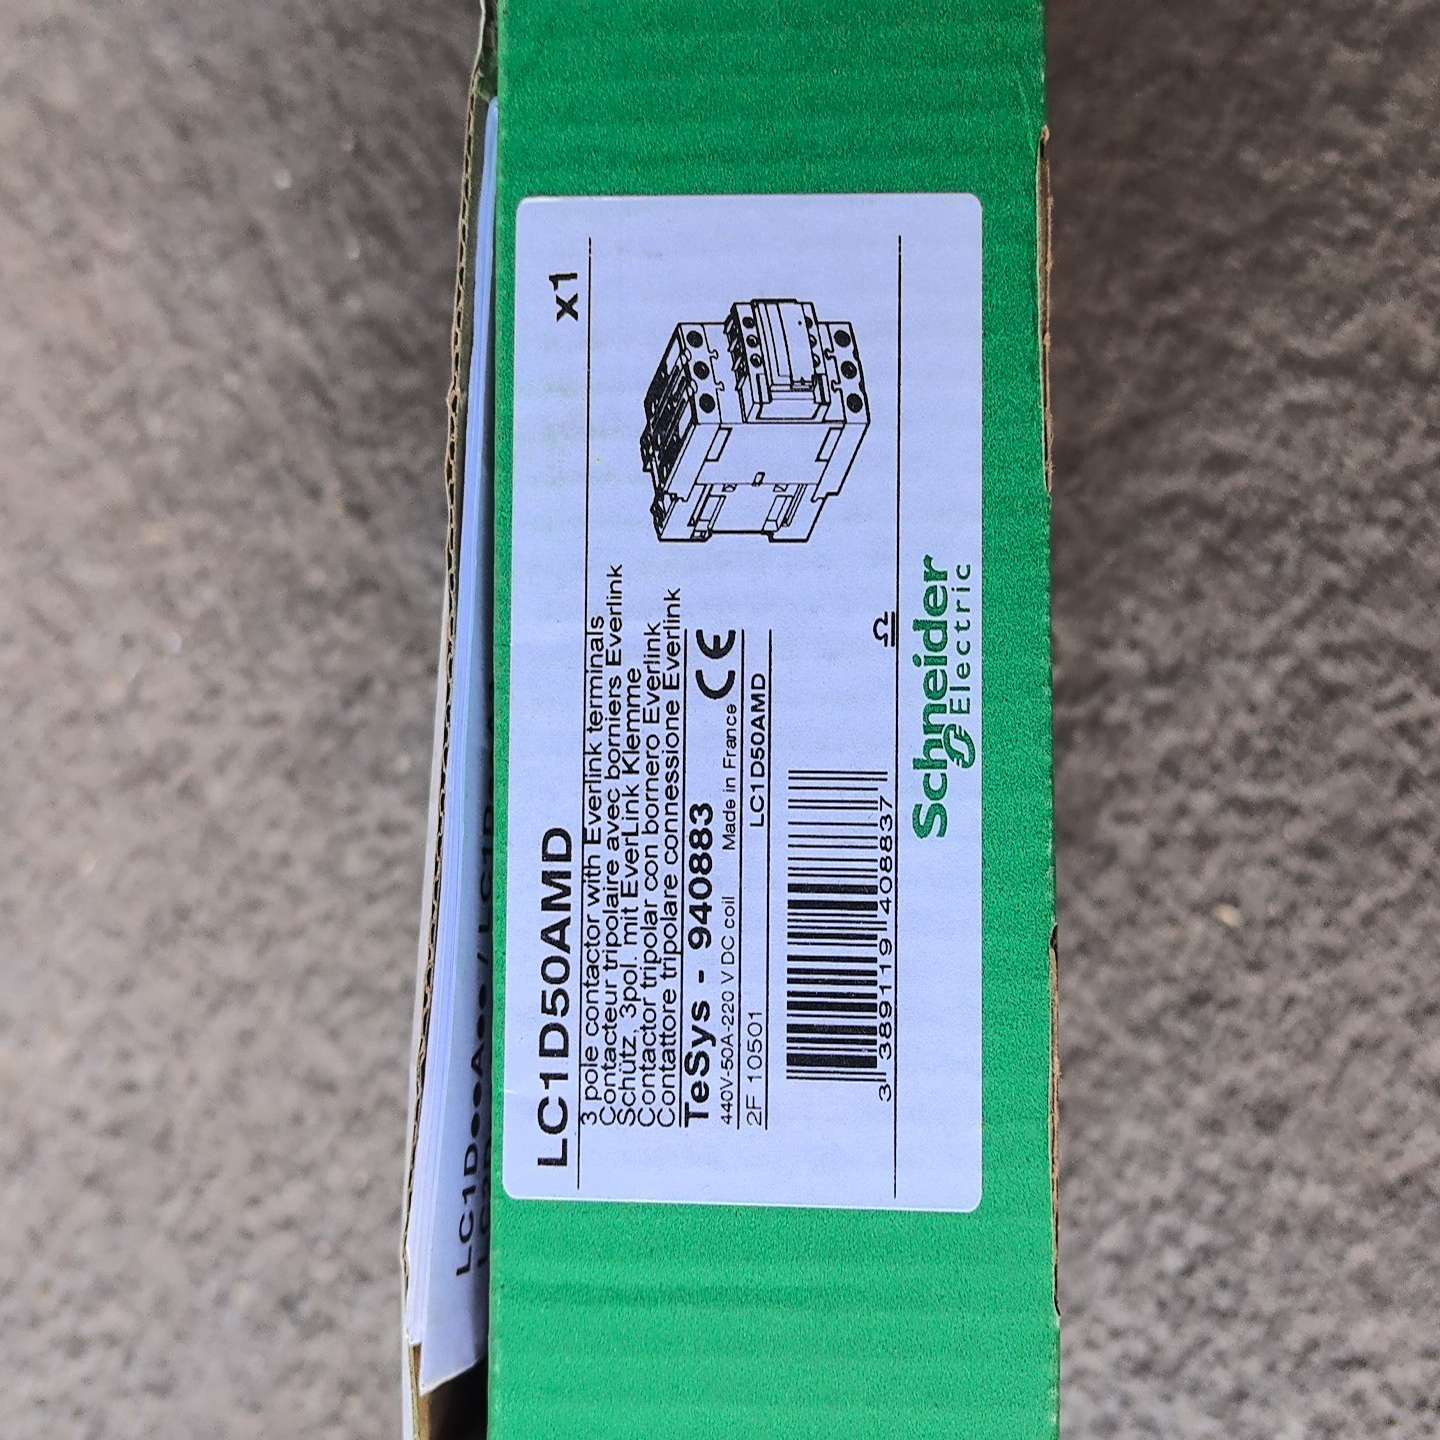 LC1D50AMD x1
3 pole contactor with Everlink terminals
Contacteur tripolaire avec borniers Everlink
Schütz, 3pol. mit EverLink Klemme
Contactor tripolar con bornero Everlink
Contattore tripolare connessione Everlink
TeSys - 940883
440V-50A-220 V DC coil Made in France CE
2F 10501 LC1D50AMD
3 389119 408837
Schneider
Electric